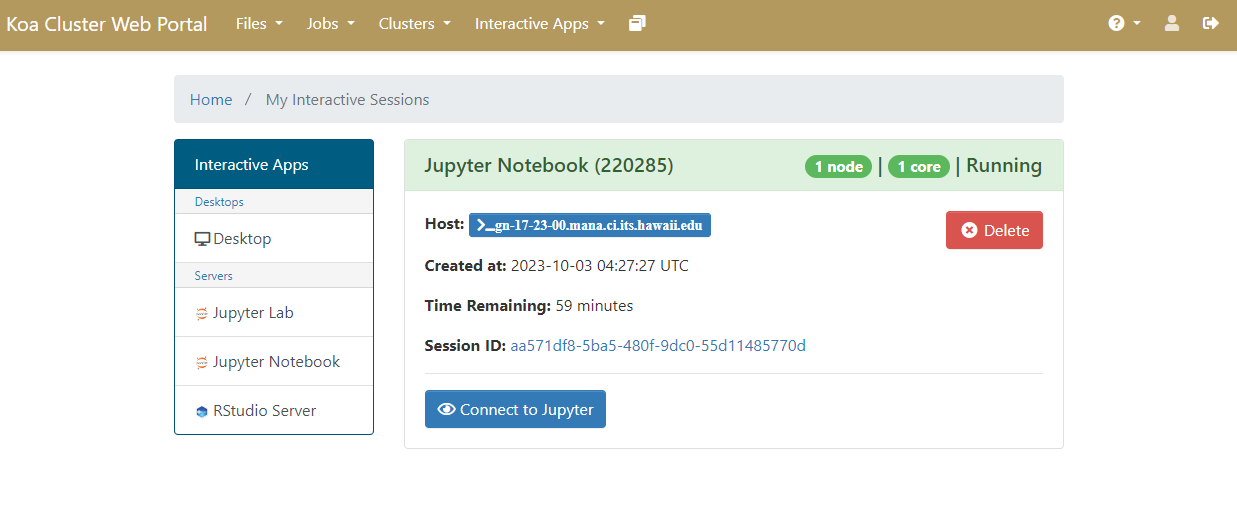 Koa Cluster Web Portal Files Jobs Clusters Interactive Apps
Home / My Interactive Sessions
Interactive Apps
Desktops
Desktop
Servers
Jupyter Lab
Jupyter Notebook
RStudio Server
Jupyter Notebook (220285) 1 node | 1 core | Running
Host: >_gn-17-23-00.mana.ci.its.hawaii.edu Delete
Created at: 2023-10-03 04:27:27 UTC
Time Remaining: 59 minutes
Session ID: aa571df8-5ba5-480f-9dc0-55d11485770d
Connect to Jupyter